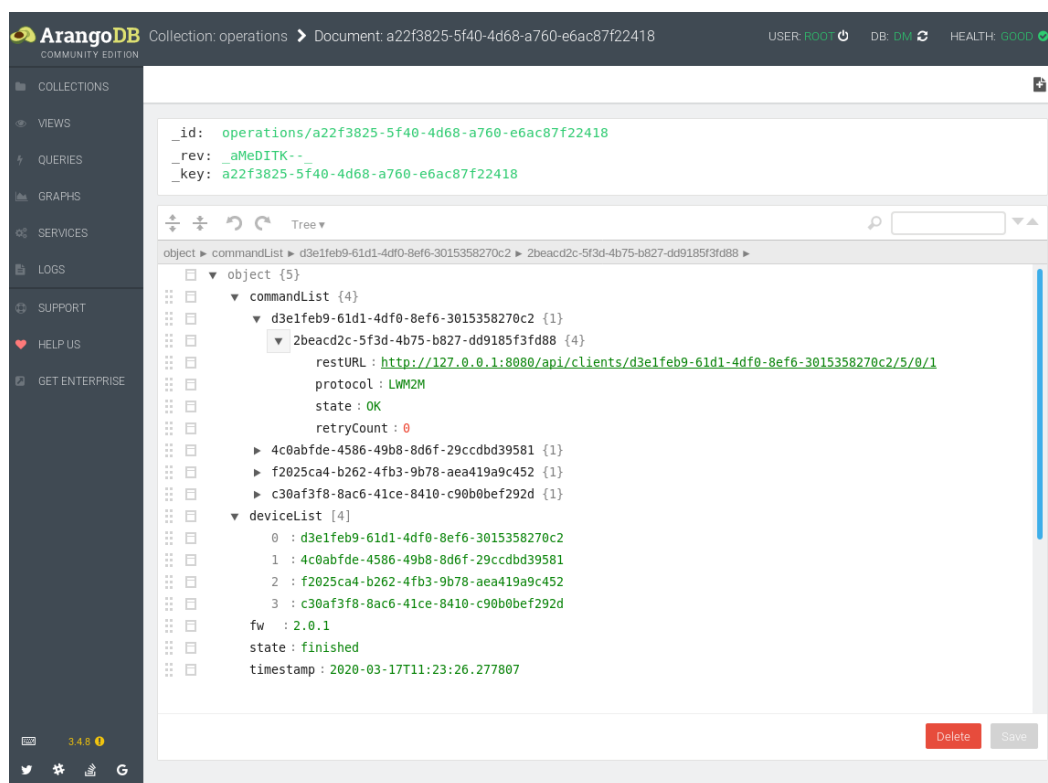 ArangoDB
COMMUNITY EDITION
Collection: operations > Document: a22f3825-5f40-4d68-a760-e6ac87f22418
USER: ROOT
DB: DM
HEALTH: GOOD
COLLECTIONS
VIEWS
QUERIES
GRAPHS
SERVICES
LOGS
SUPPORT
HELP US
GET ENTERPRISE
3.4.8
_id: operations/a22f3825-5f40-4d68-a760-e6ac87f22418
_rev: _aMeDITK--_
_key: a22f3825-5f40-4d68-a760-e6ac87f22418
Tree ▾
object ► commandList ► d3e1feb9-61d1-4df0-8ef6-3015358270c2 ► 2beacd2c-5f3d-4b75-b827-dd9185f3fd88 ►
object {5}
commandList {4}
d3e1feb9-61d1-4df0-8ef6-3015358270c2 {1}
2beacd2c-5f3d-4b75-b827-dd9185f3fd88 {4}
restURL : http://127.0.0.1:8080/api/clients/d3e1feb9-61d1-4df0-8ef6-3015358270c2/5/0/1
protocol : LWM2M
state : OK
retryCount : 0
4c0abfde-4586-49b8-8d6f-29ccdbd39581 {1}
f2025ca4-b262-4fb3-9b78-aea419a9c452 {1}
c30af3f8-8ac6-41ce-8410-c90b0bef292d {1}
deviceList [4]
0 : d3e1feb9-61d1-4df0-8ef6-3015358270c2
1 : 4c0abfde-4586-49b8-8d6f-29ccdbd39581
2 : f2025ca4-b262-4fb3-9b78-aea419a9c452
3 : c30af3f8-8ac6-41ce-8410-c90b0bef292d
fw : 2.0.1
state : finished
timestamp : 2020-03-17T11:23:26.277807
Delete
Save